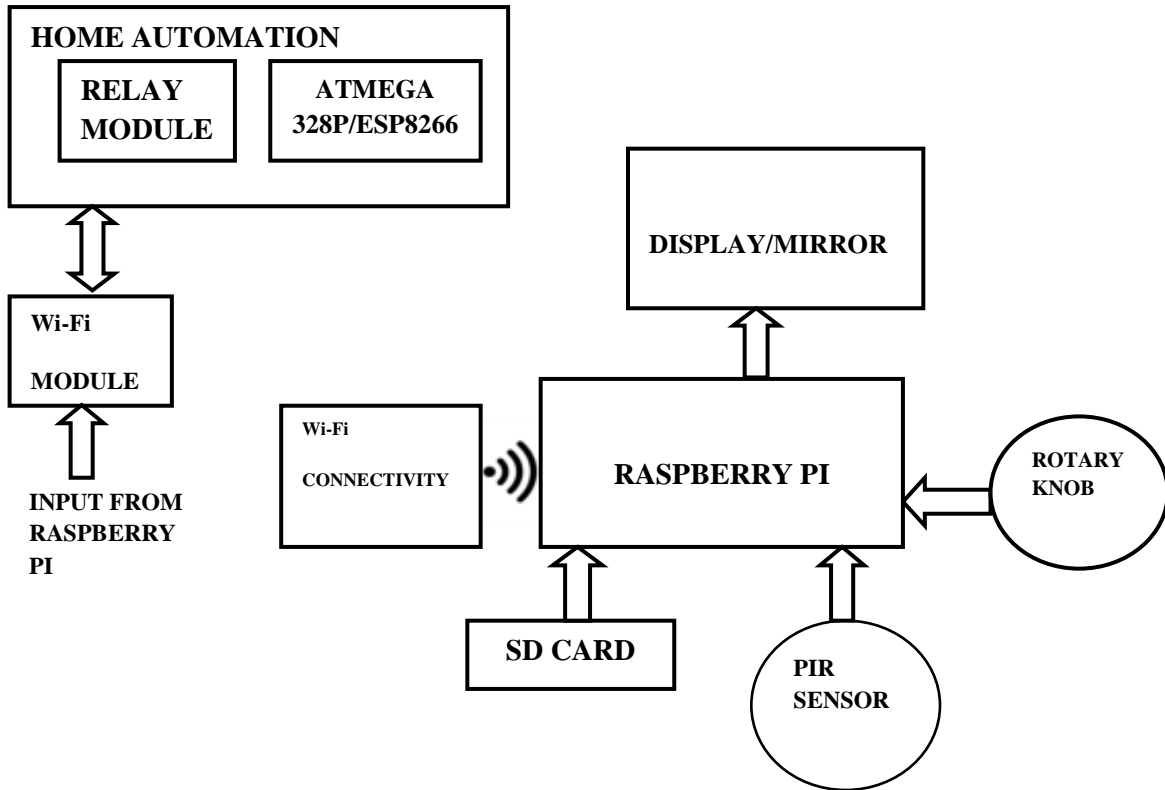 HOME AUTOMATION
RELAY
MODULE
ATMEGA
328P/ESP8266
DISPLAY/MIRROR
Wi-Fi
MODULE
INPUT FROM
RASPBERRY
PI
Wi-Fi
CONNECTIVITY
RASPBERRY PI
ROTARY
KNOB
SD CARD
PIR
SENSOR